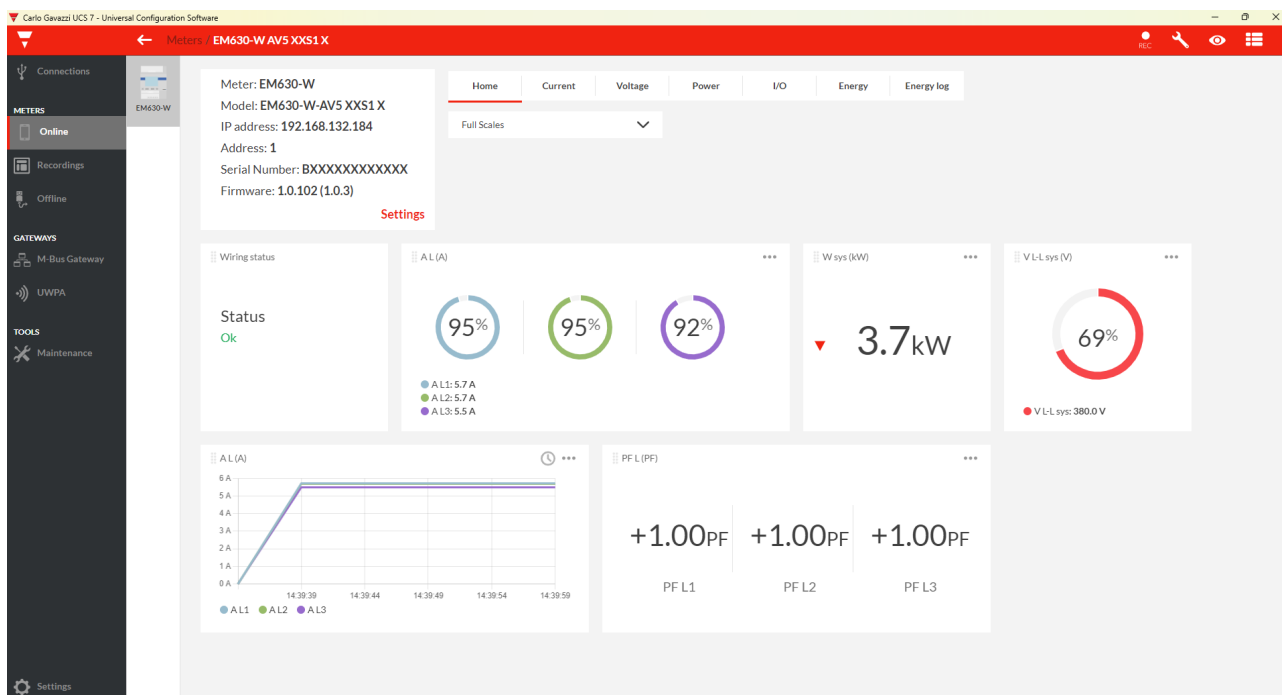 Carlo Gavazzi UCS 7 - Universal Configuration Software
Meters / EM630-W AV5 XXS1 X
REC
Connections
METERS
Online
Recordings
Offline
GATEWAYS
M-Bus Gateway
UWPA
TOOLS
Maintenance
Settings
EM630-W
Meter: EM630-W
Model: EM630-W-AV5 XXS1 X
IP address: 192.168.132.184
Address: 1
Serial Number: BXXXXXXXXXXXX
Firmware: 1.0.102 (1.0.3)
Settings
Home Current Voltage Power I/O Energy Energy log
Full Scales
Wiring status
Status
Ok
A L (A)
95% 95% 92%
A L1: 5.7 A
A L2: 5.7 A
A L3: 5.5 A
W sys (kW)
3.7kW
V L-L sys (V)
69%
V L-L sys: 380.0 V
A L (A)
6 A
5 A
4 A
3 A
2 A
1 A
0 A
14:39:39 14:39:44 14:39:49 14:39:54 14:39:59
A L1 A L2 A L3
PF L (PF)
+1.00PF +1.00PF +1.00PF
PF L1 PF L2 PF L3